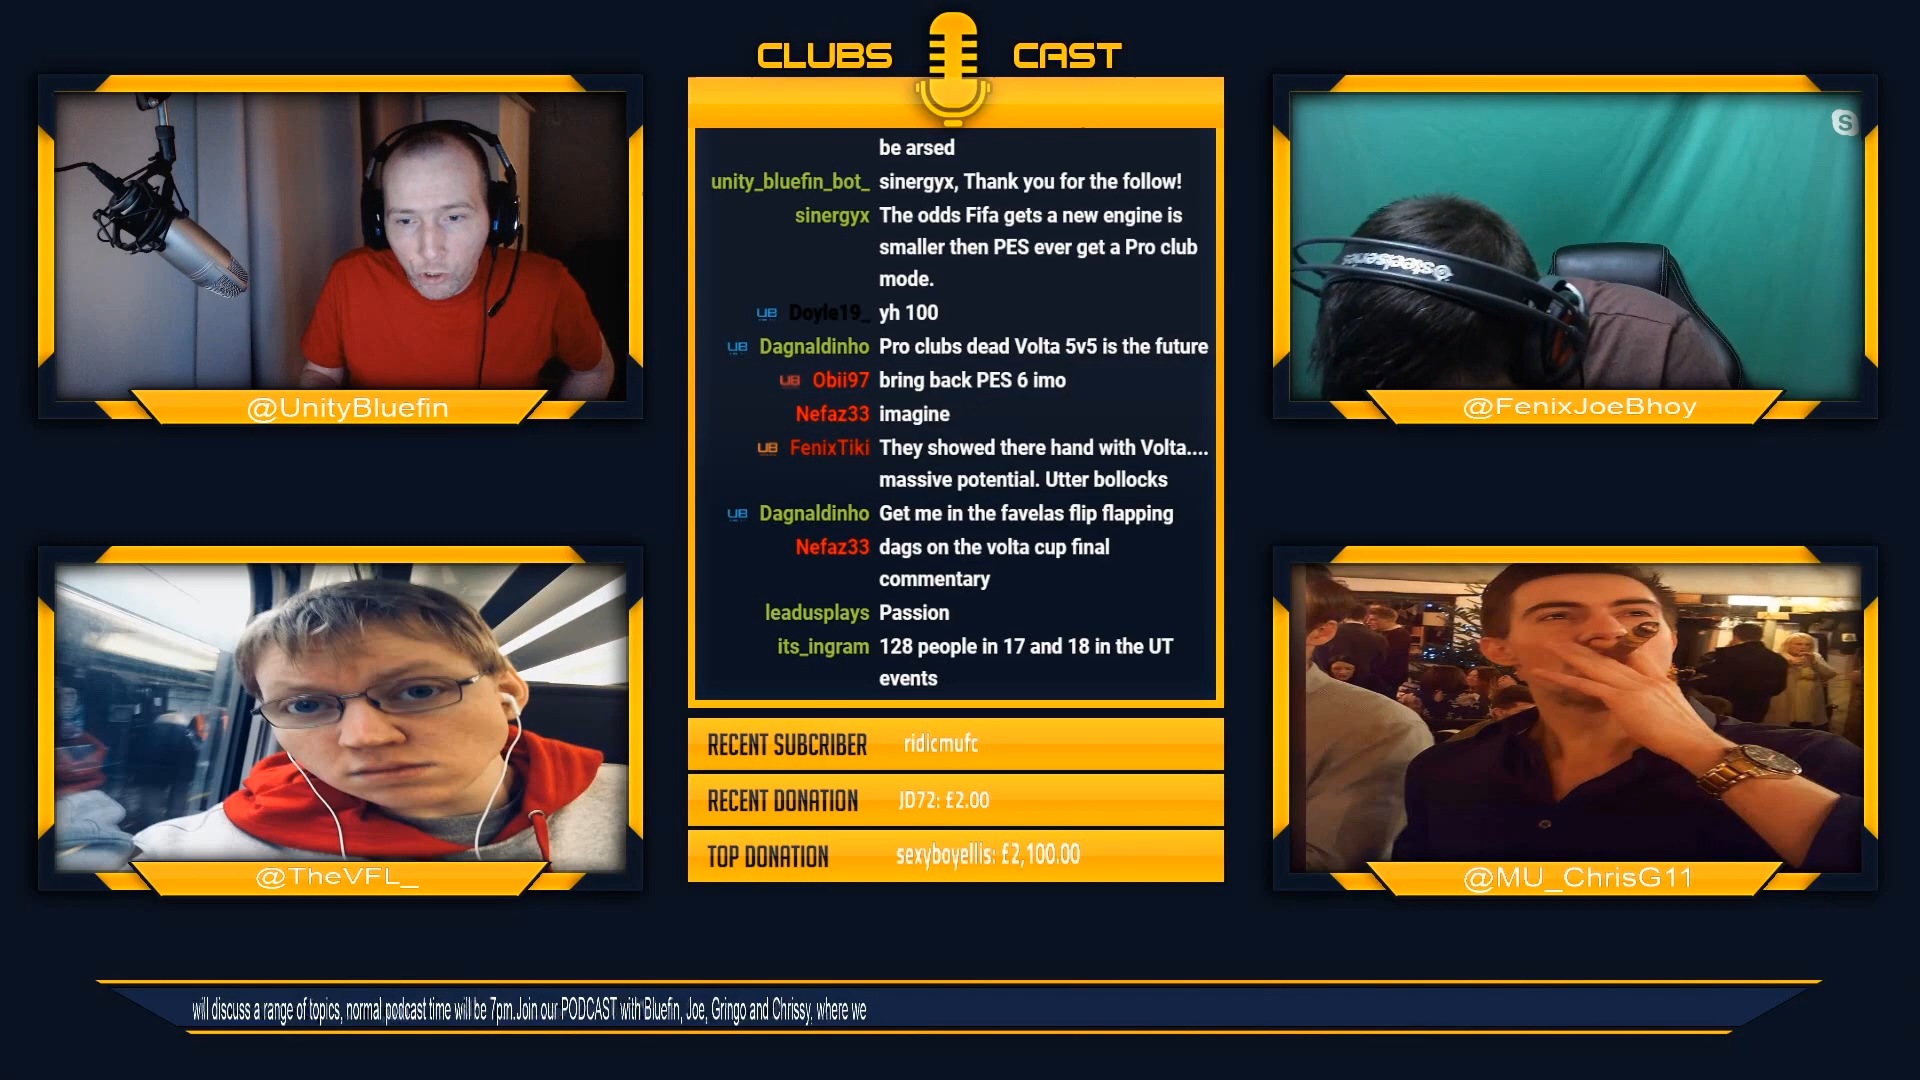 CLUBS CAST
be arsed
unity_bluefin_bot_ sinergyx, Thank you for the follow!
sinergyx The odds Fifa gets a new engine is
smaller then PES ever get a Pro club
mode.
UB Doyle19_ yh 100
UB Dagnaldinho Pro clubs dead Volta 5v5 is the future
UB Obii97 bring back PES 6 imo
Nefaz33 imagine
UB FenixTiki They showed there hand with Volta....
massive potential. Utter bollocks
UB Dagnaldinho Get me in the favelas flip flapping
Nefaz33 dags on the volta cup final
commentary
leadusplays Passion
its_ingram 128 people in 17 and 18 in the UT
events
@UnityBluefin
S
steelseries
@FenixJoeBhoy
@TheVFL_
@MU_ChrisG11
RECENT SUBCRIBER ridicmufc
RECENT DONATION JD72: £2.00
TOP DONATION sexyboyellis: £2,100.00
will discuss a range of topics, normal podcast time will be 7pm.Join our PODCAST with Bluefin, Joe, Gringo and Chrissy, where we